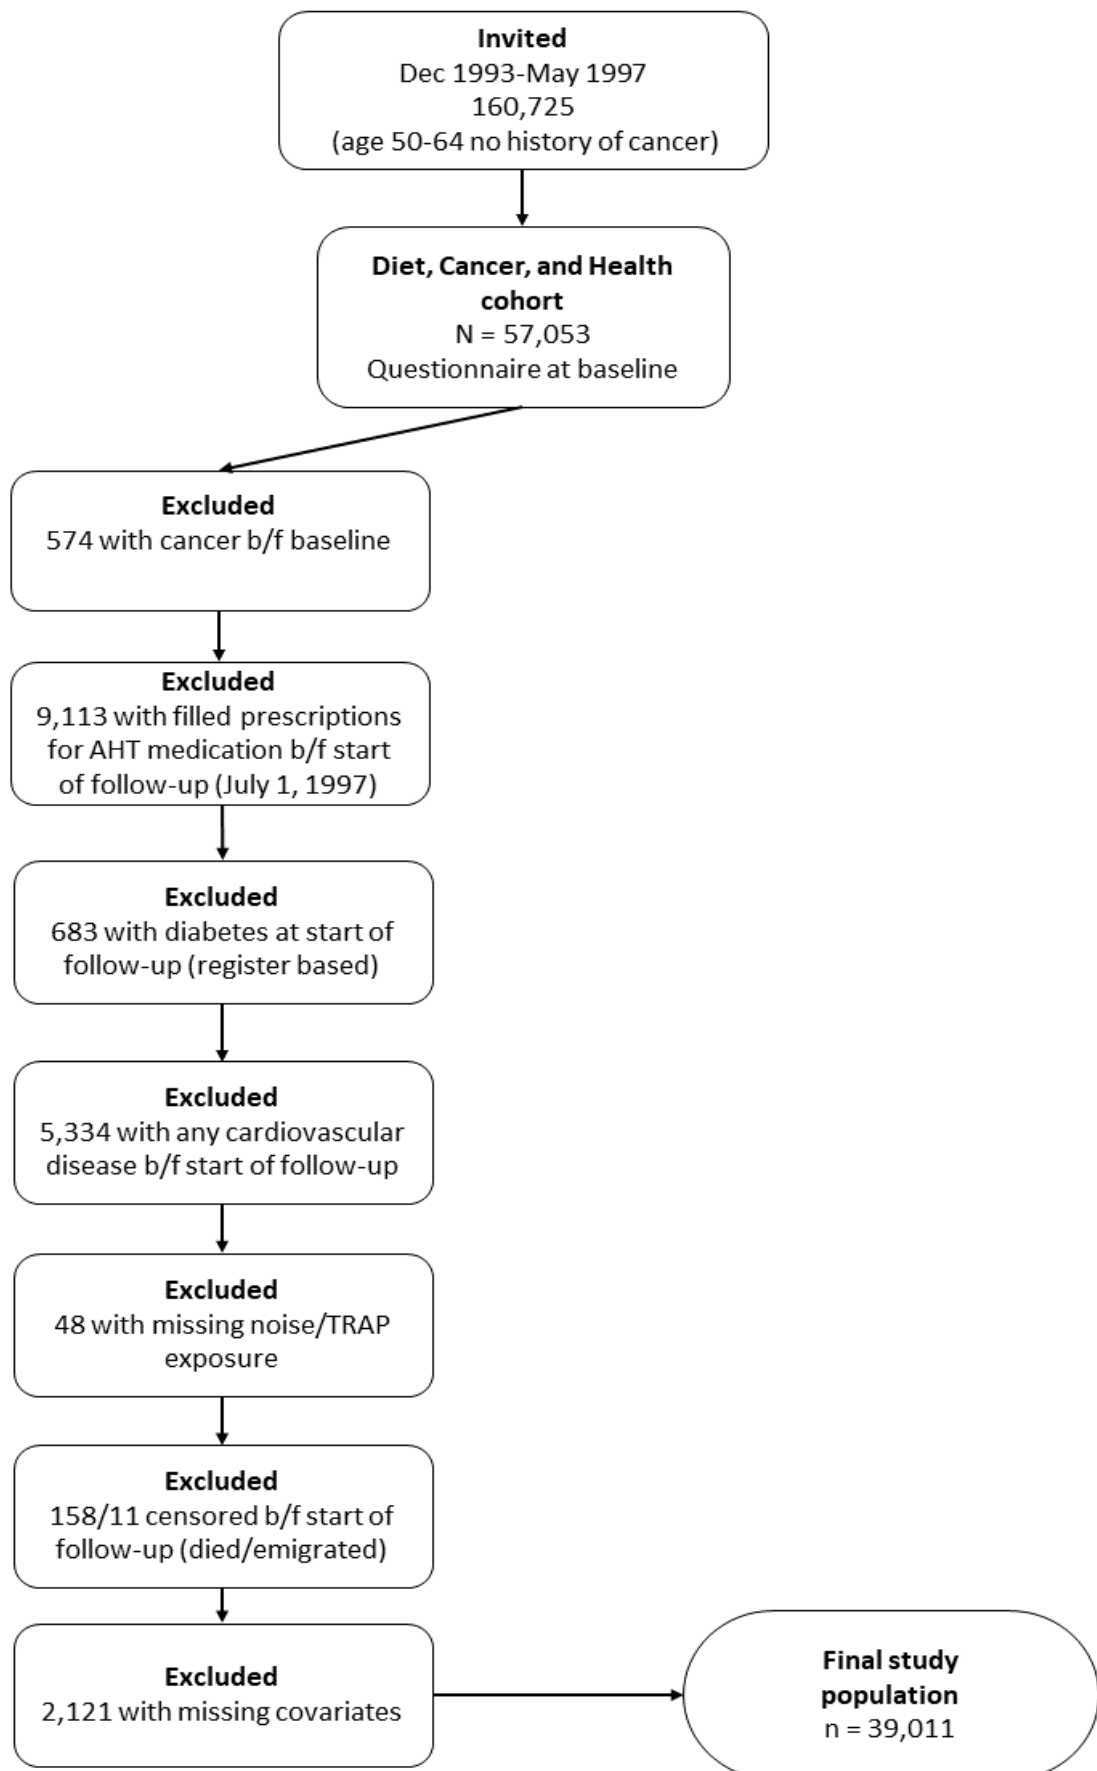 Invited
Dec 1993-May 1997
160,725
(age 50-64 no history of cancer)
Diet, Cancer, and Health
cohort
N = 57,053
Questionnaire at baseline
Excluded
574 with cancer b/f baseline
Excluded
9,113 with filled prescriptions
for AHT medication b/f start
of follow-up (July 1, 1997)
Excluded
683 with diabetes at start of
follow-up (register based)
Excluded
5,334 with any cardiovascular
disease b/f start of follow-up
Excluded
48 with missing noise/TRAP
exposure
Excluded
158/11 censored b/f start of
follow-up (died/emigrated)
Excluded
2,121 with missing covariates
Final study
population
n = 39,011